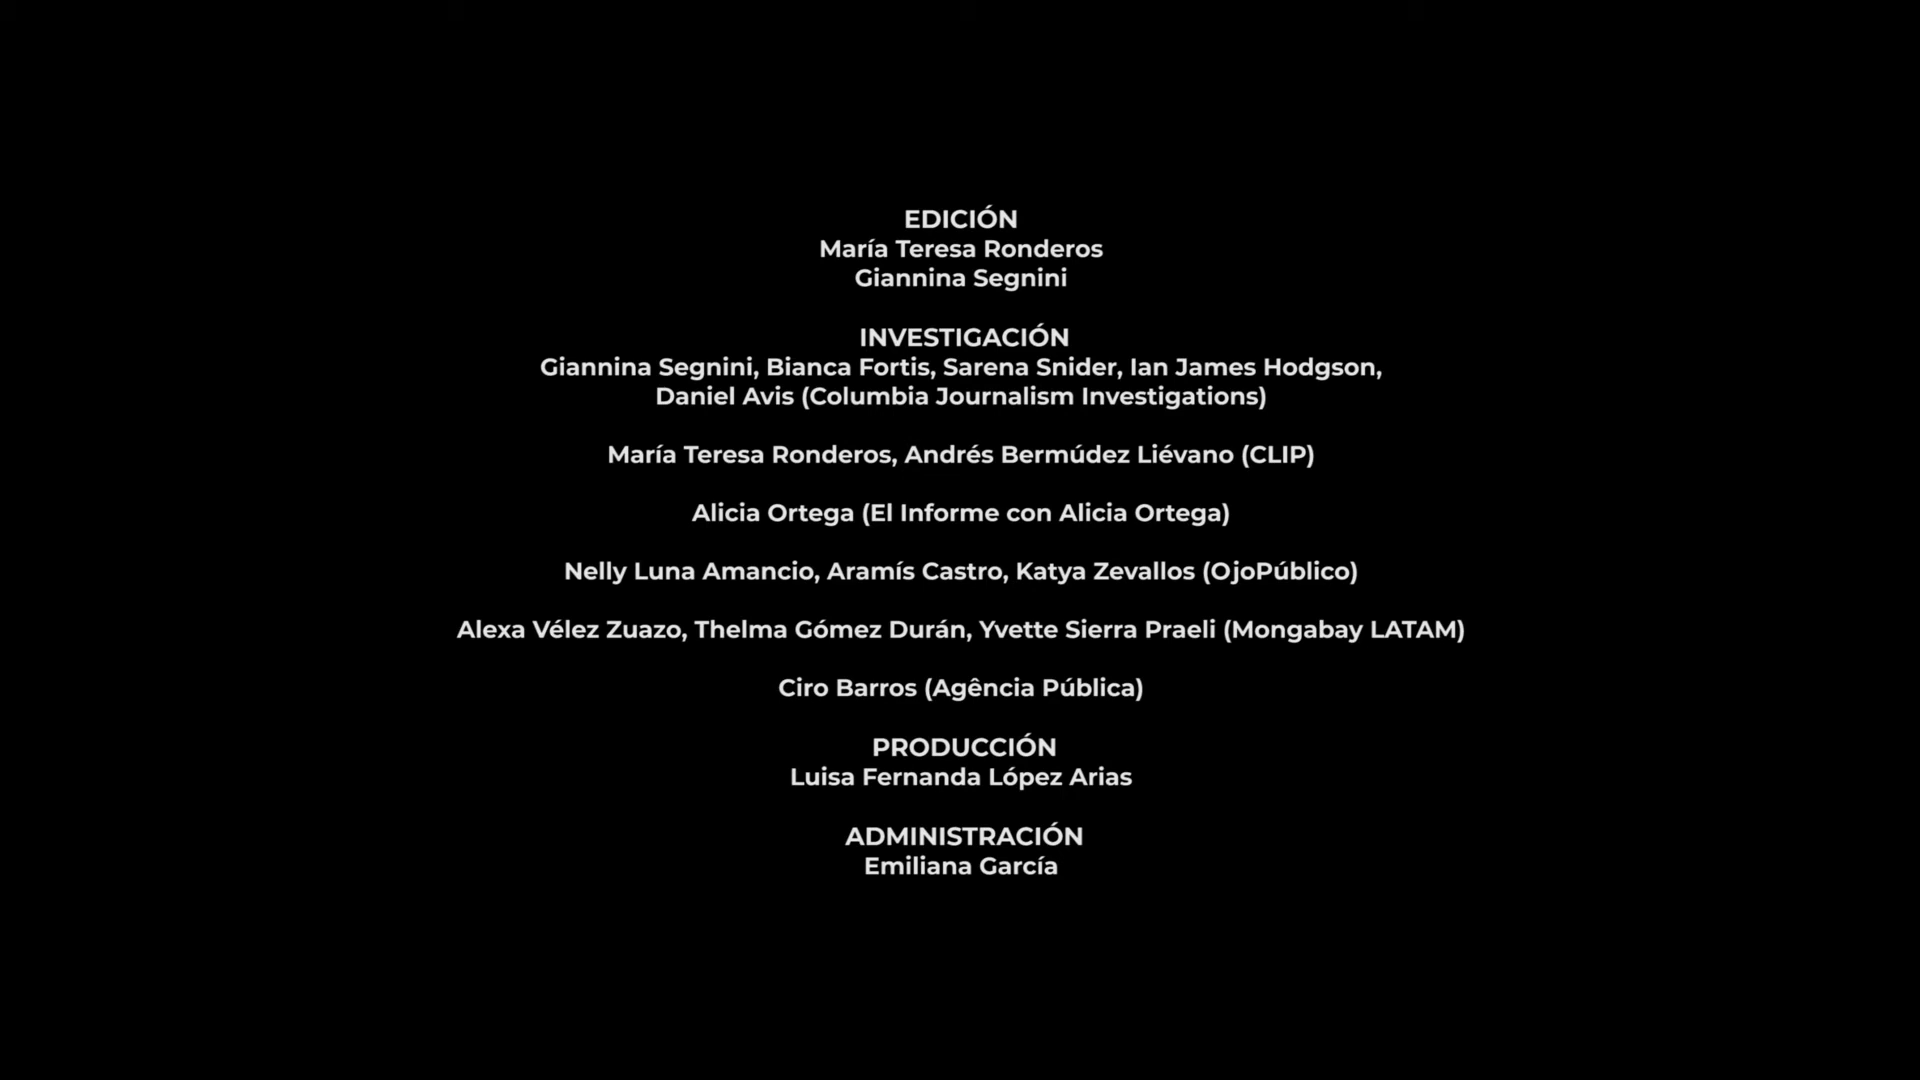 EDICIÓN
María Teresa Ronderos
Giannina Segnini
INVESTIGACIÓN
Giannina Segnini, Bianca Fortis, Sarena Snider, Ian James Hodgson,
Daniel Avis (Columbia Journalism Investigations)
María Teresa Ronderos, Andrés Bermúdez Liévano (CLIP)
Alicia Ortega (El Informe con Alicia Ortega)
Nelly Luna Amancio, Aramís Castro, Katya Zevallos (OjoPúblico)
Alexa Vélez Zuazo, Thelma Gómez Durán, Yvette Sierra Praeli (Mongabay LATAM)
Ciro Barros (Agência Pública)
PRODUCCIÓN
Luisa Fernanda López Arias
ADMINISTRACIÓN
Emiliana García